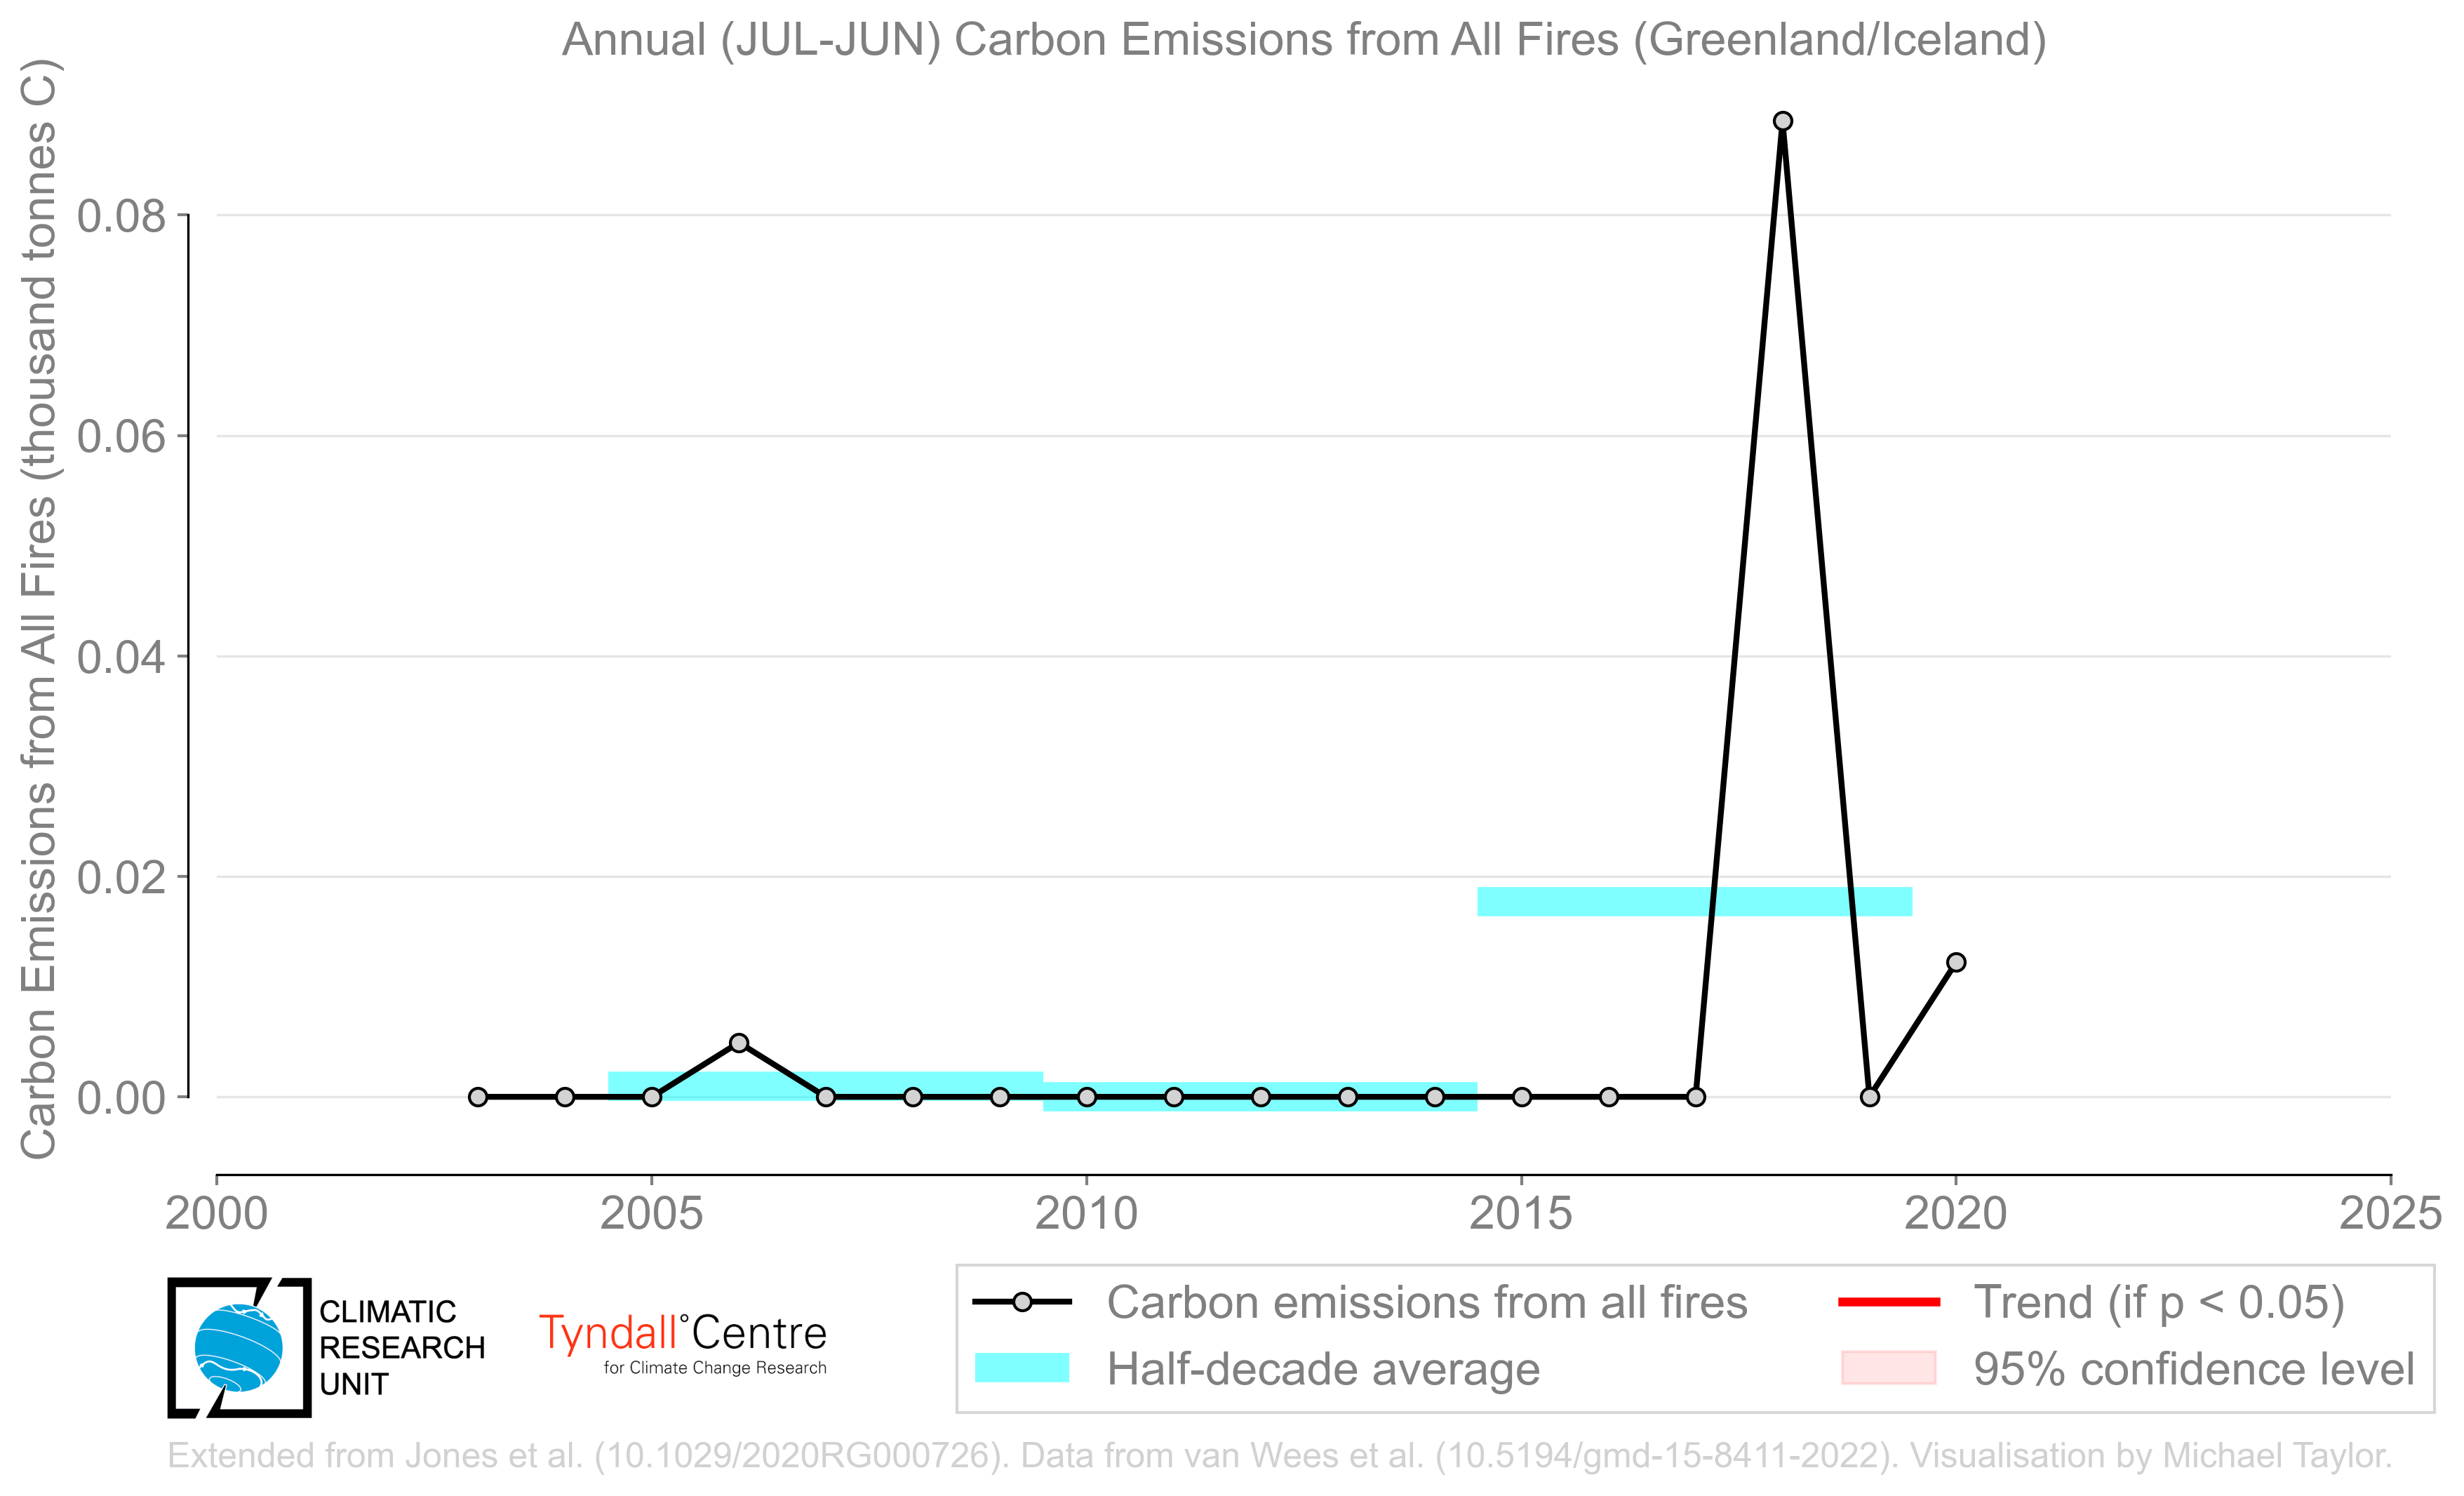 Annual (JUL-JUN) Carbon Emissions from All Fires (Greenland/Iceland)
Carbon Emissions from All Fires (thousand tonnes C)
0.08
0.06
0.04
0.02
0.00
2000 2005 2010 2015 2020 2025
CLIMATIC
RESEARCH
UNIT
Tyndall°Centre
for Climate Change Research
Carbon emissions from all fires
Half-decade average
Trend (if p < 0.05)
95% confidence level
Extended from Jones et al. (10.1029/2020RG000726). Data from van Wees et al. (10.5194/gmd-15-8411-2022). Visualisation by Michael Taylor.